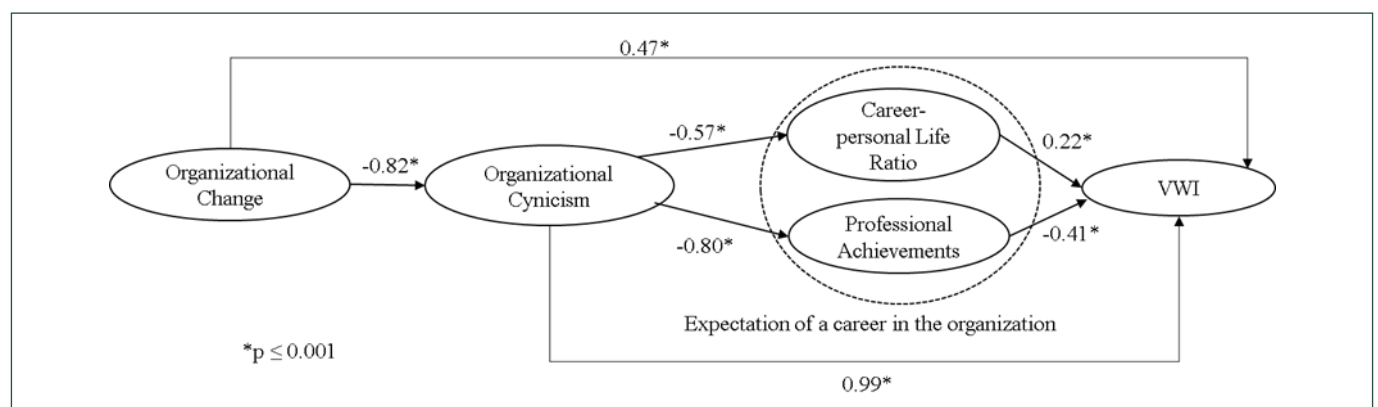 0.47*
Career-
personal Life
Ratio
-0.57*
0.22*
Organizational
Change
-0.82*
Organizational
Cynicism
VWI
Professional
Achievements
-0.80*
-0.41*
Expectation of a career in the organization
*p ≤ 0.001
0.99*